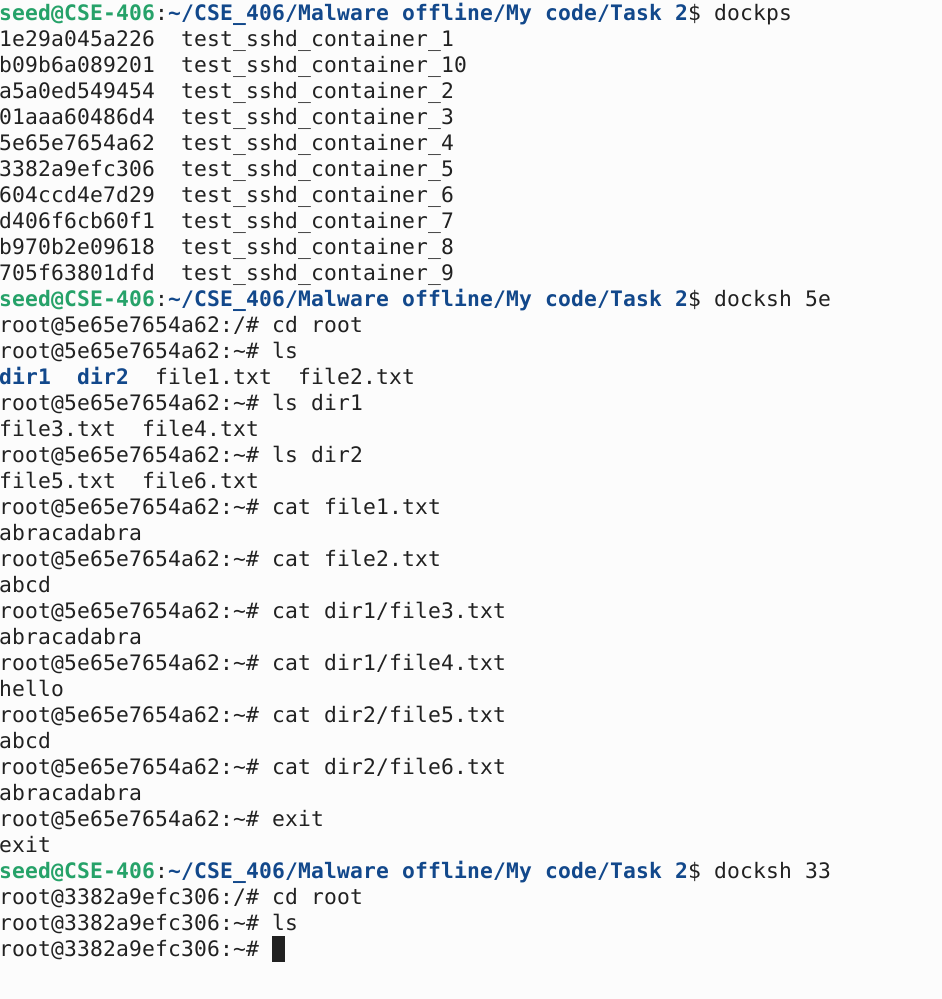 seed@CSE-406:~/CSE_406/Malware offline/My code/Task 2$ dockps
1e29a045a226  test_sshd_container_1
b09b6a089201  test_sshd_container_10
a5a0ed549454  test_sshd_container_2
01aaa60486d4  test_sshd_container_3
5e65e7654a62  test_sshd_container_4
3382a9efc306  test_sshd_container_5
604ccd4e7d29  test_sshd_container_6
d406f6cb60f1  test_sshd_container_7
b970b2e09618  test_sshd_container_8
705f63801dfd  test_sshd_container_9
seed@CSE-406:~/CSE_406/Malware offline/My code/Task 2$ docksh 5e
root@5e65e7654a62:/# cd root
root@5e65e7654a62:~# ls
dir1  dir2  file1.txt  file2.txt
root@5e65e7654a62:~# ls dir1
file3.txt  file4.txt
root@5e65e7654a62:~# ls dir2
file5.txt  file6.txt
root@5e65e7654a62:~# cat file1.txt
abracadabra
root@5e65e7654a62:~# cat file2.txt
abcd
root@5e65e7654a62:~# cat dir1/file3.txt
abracadabra
root@5e65e7654a62:~# cat dir1/file4.txt
hello
root@5e65e7654a62:~# cat dir2/file5.txt
abcd
root@5e65e7654a62:~# cat dir2/file6.txt
abracadabra
root@5e65e7654a62:~# exit
exit
seed@CSE-406:~/CSE_406/Malware offline/My code/Task 2$ docksh 33
root@3382a9efc306:/# cd root
root@3382a9efc306:~# ls
root@3382a9efc306:~#